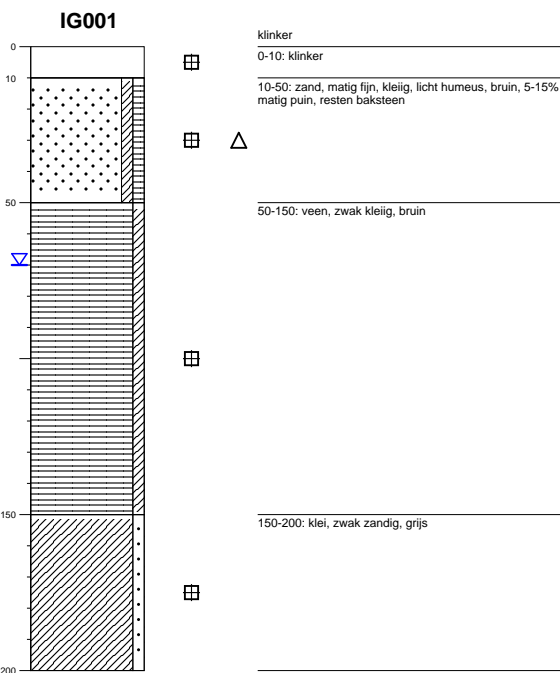 IG001
klinker
0
0-10: klinker
10
10-50: zand, matig fijn, kleiig, licht humeus, bruin, 5-15%
matig puin, resten baksteen
50
50-150: veen, zwak kleiig, bruin
150
150-200: klei, zwak zandig, grijs
200